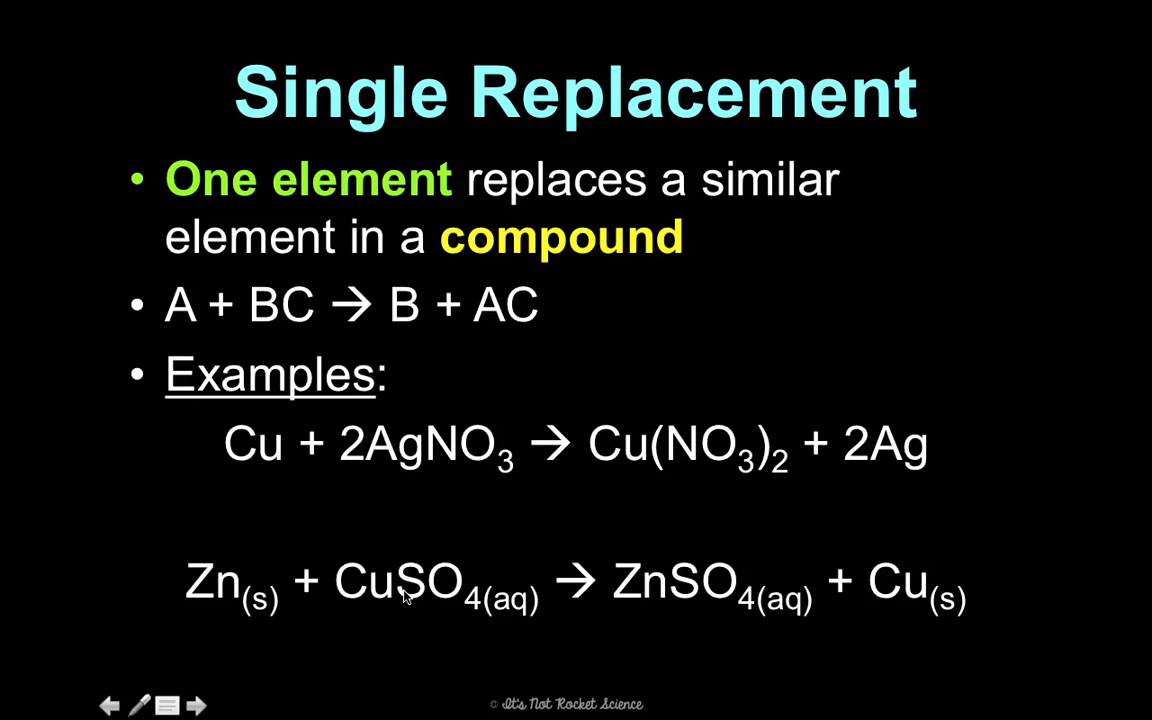 Single Replacement
• One element replaces a similar
element in a compound
• A + BC → B + AC
• Examples:
Cu + 2AgNO₃ → Cu(NO₃)₂ + 2Ag
Zn₍s₎ + CuSO₄₍aq₎ → ZnSO₄₍aq₎ + Cu₍s₎
© It's Not Rocket Science